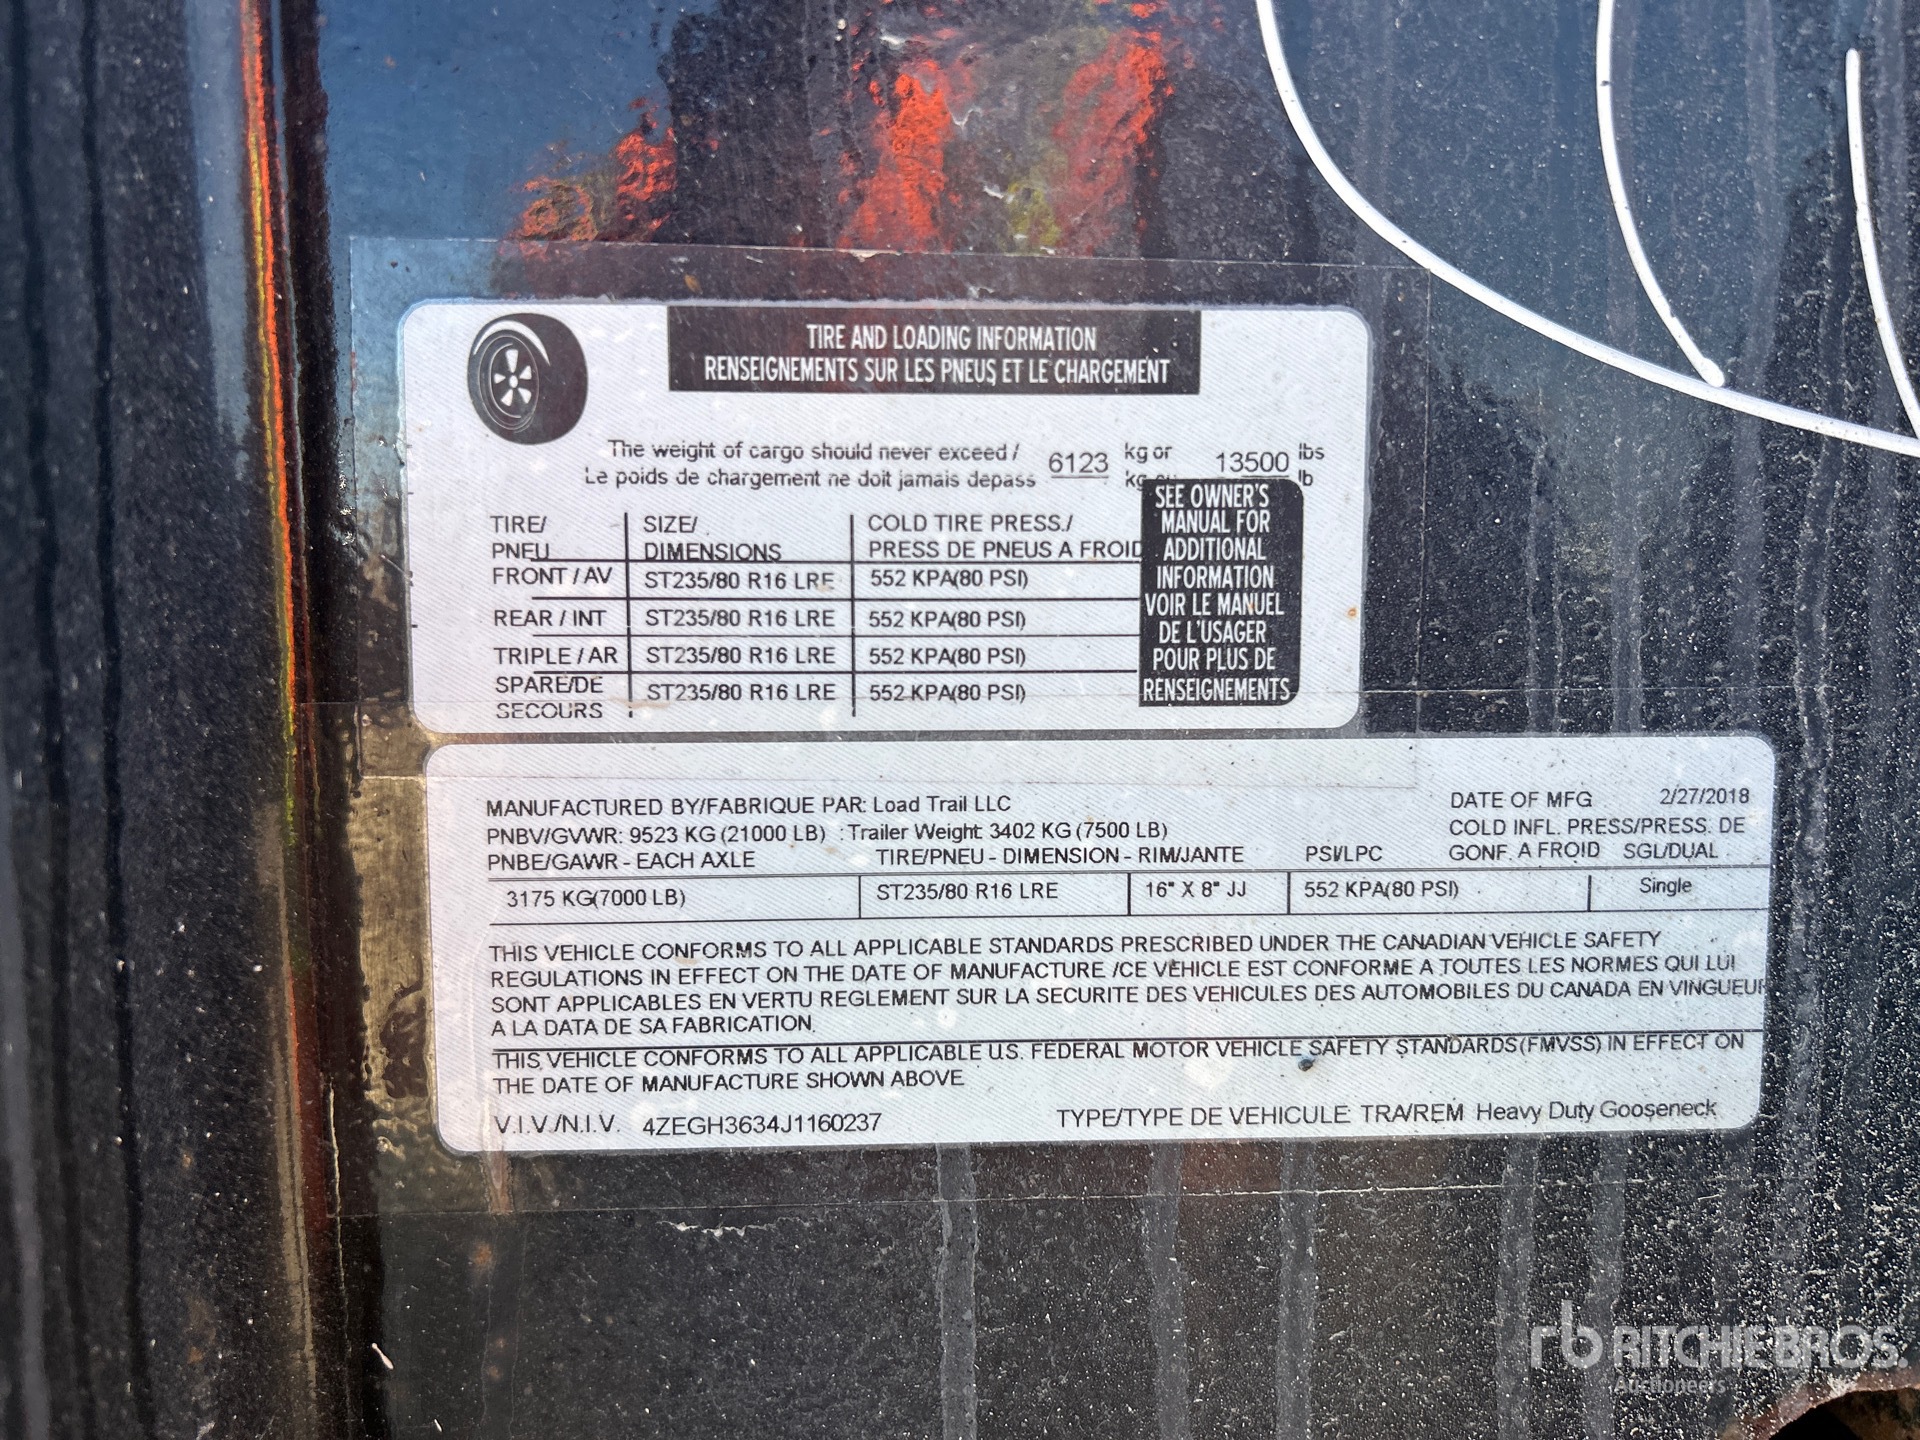 TIRE AND LOADING INFORMATION
RENSEIGNEMENTS SUR LES PNEUS ET LE CHARGEMENT
The weight of cargo should never exceed / 6123 kg or 13500 lbs
Le poids de chargement ne doit jamais depass kg ou lb
TIRE/ SIZE/ COLD TIRE PRESS./
PNEU DIMENSIONS PRESS DE PNEUS A FROID
FRONT / AV ST235/80 R16 LRE 552 KPA(80 PSI)
REAR / INT ST235/80 R16 LRE 552 KPA(80 PSI)
TRIPLE / AR ST235/80 R16 LRE 552 KPA(80 PSI)
SPARE/DE SECOURS ST235/80 R16 LRE 552 KPA(80 PSI)
SEE OWNER'S
MANUAL FOR
ADDITIONAL
INFORMATION
VOIR LE MANUEL
DE L'USAGER
POUR PLUS DE
RENSEIGNEMENTS
MANUFACTURED BY/FABRIQUE PAR: Load Trail LLC DATE OF MFG 2/27/2018
PNBV/GVWR: 9523 KG (21000 LB) : Trailer Weight: 3402 KG (7500 LB) COLD INFL. PRESS/PRESS. DE
PNBE/GAWR - EACH AXLE TIRE/PNEU - DIMENSION - RIM/JANTE PSI/LPC GONF. A FROID SGL/DUAL
3175 KG(7000 LB) ST235/80 R16 LRE 16" X 8" JJ 552 KPA(80 PSI) Single
THIS VEHICLE CONFORMS TO ALL APPLICABLE STANDARDS PRESCRIBED UNDER THE CANADIAN VEHICLE SAFETY
REGULATIONS IN EFFECT ON THE DATE OF MANUFACTURE /CE VEHICLE EST CONFORME A TOUTES LES NORMES QUI LUI
SONT APPLICABLES EN VERTU REGLEMENT SUR LA SECURITE DES VEHICULES DES AUTOMOBILES DU CANADA EN VINGUEUR
A LA DATA DE SA FABRICATION.
THIS VEHICLE CONFORMS TO ALL APPLICABLE U.S. FEDERAL MOTOR VEHICLE SAFETY STANDARDS (FMVSS) IN EFFECT ON
THE DATE OF MANUFACTURE SHOWN ABOVE
V.I.V./N.I.V. 4ZEGH3634J1160237 TYPE/TYPE DE VEHICULE: TRA/REM Heavy Duty Gooseneck
rb RITCHIE BROS.
Auctioneers